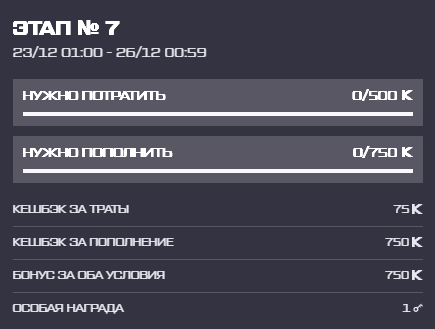 ЭТАП № 7
23/12 01:00 - 26/12 00:59
НУЖНО ПОТРАТИТЬ 0/500 K
НУЖНО ПОПОЛНИТЬ 0/750 K
КЕШБЭК ЗА ТРАТЫ 75 K
КЕШБЭК ЗА ПОПОЛНЕНИЕ 750 K
БОНУС ЗА ОБА УСЛОВИЯ 750 K
ОСОБАЯ НАГРАДА 1